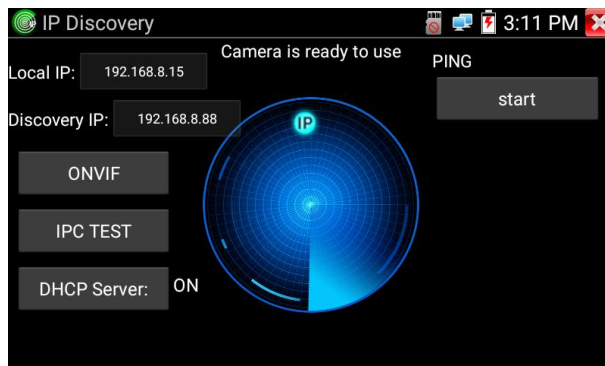 IP Discovery
3:11 PM
Camera is ready to use
Local IP: 192.168.8.15
PING
start
Discovery IP: 192.168.8.88
IP
ONVIF
IPC TEST
DHCP Server: ON